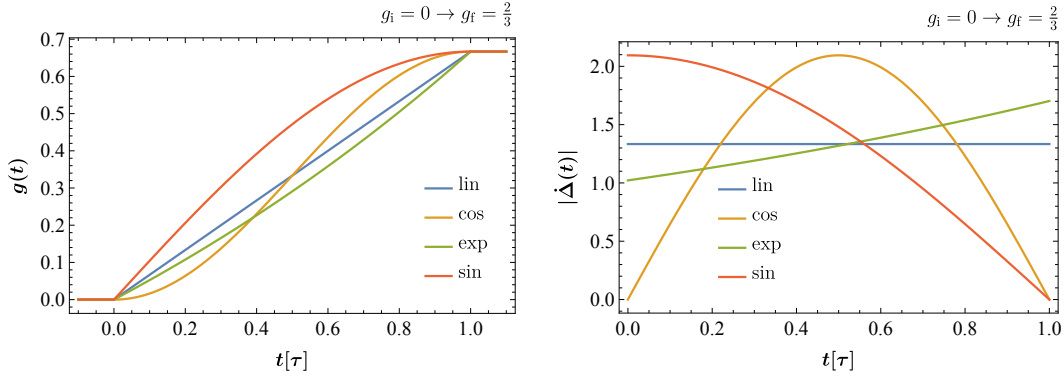 g_i = 0 → g_f = 2/3
g(t)
0.7
0.6
0.5
0.4
0.3
0.2
0.1
0.0
lin
cos
exp
sin
0.0 0.2 0.4 0.6 0.8 1.0
t[τ]
g_i = 0 → g_f = 2/3
|Δ̇(t)|
2.0
1.5
1.0
0.5
0.0
lin
cos
exp
sin
0.0 0.2 0.4 0.6 0.8 1.0
t[τ]